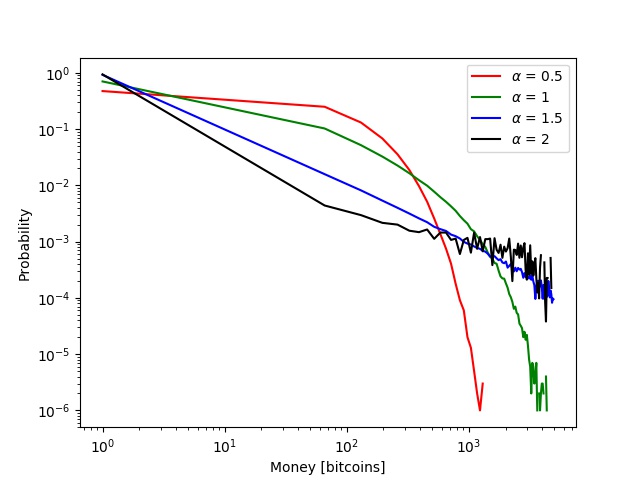 α = 0.5
α = 1
α = 1.5
α = 2
10⁰
10⁻¹
10⁻²
10⁻³
10⁻⁴
10⁻⁵
10⁻⁶
Probability
10⁰ 10¹ 10² 10³
Money [bitcoins]